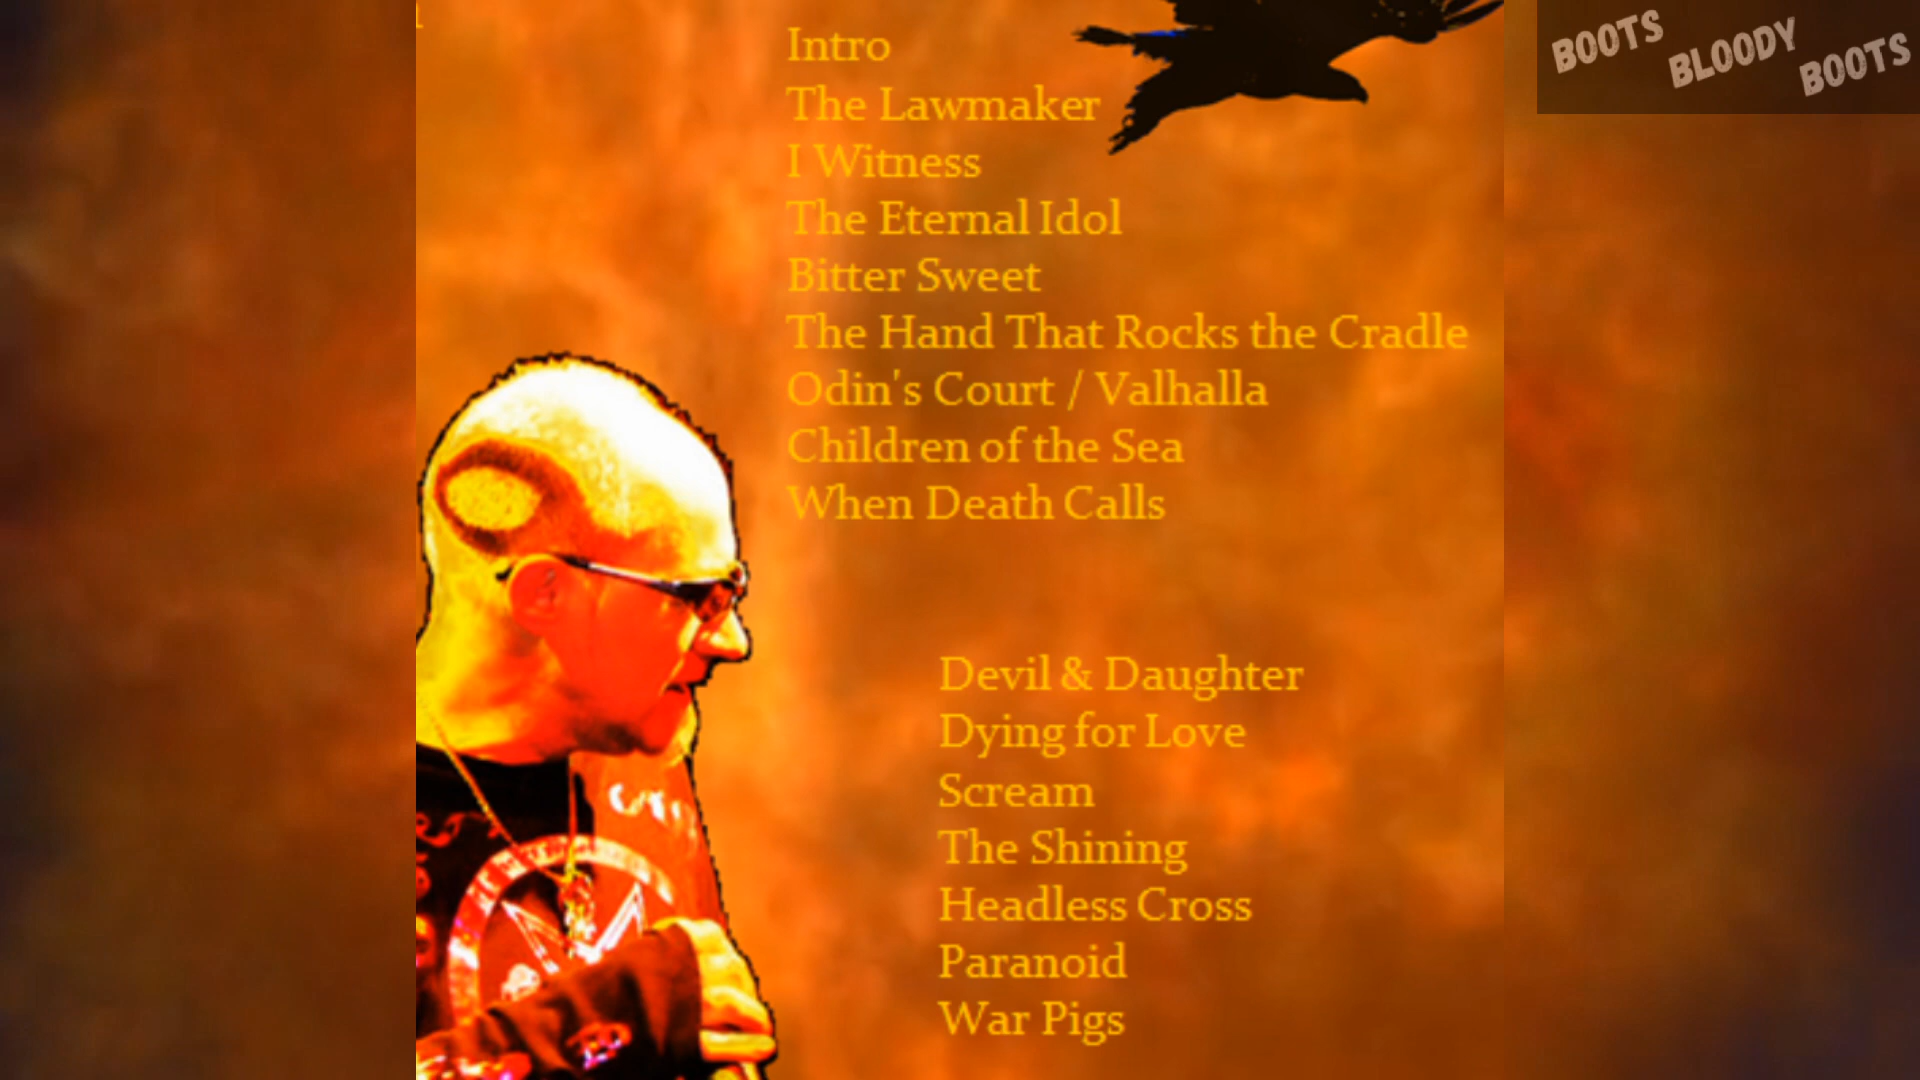 BOOTS
BLOODY
BOOTS
Intro
The Lawmaker
I Witness
The Eternal Idol
Bitter Sweet
The Hand That Rocks the Cradle
Odin's Court / Valhalla
Children of the Sea
When Death Calls
Devil & Daughter
Dying for Love
Scream
The Shining
Headless Cross
Paranoid
War Pigs